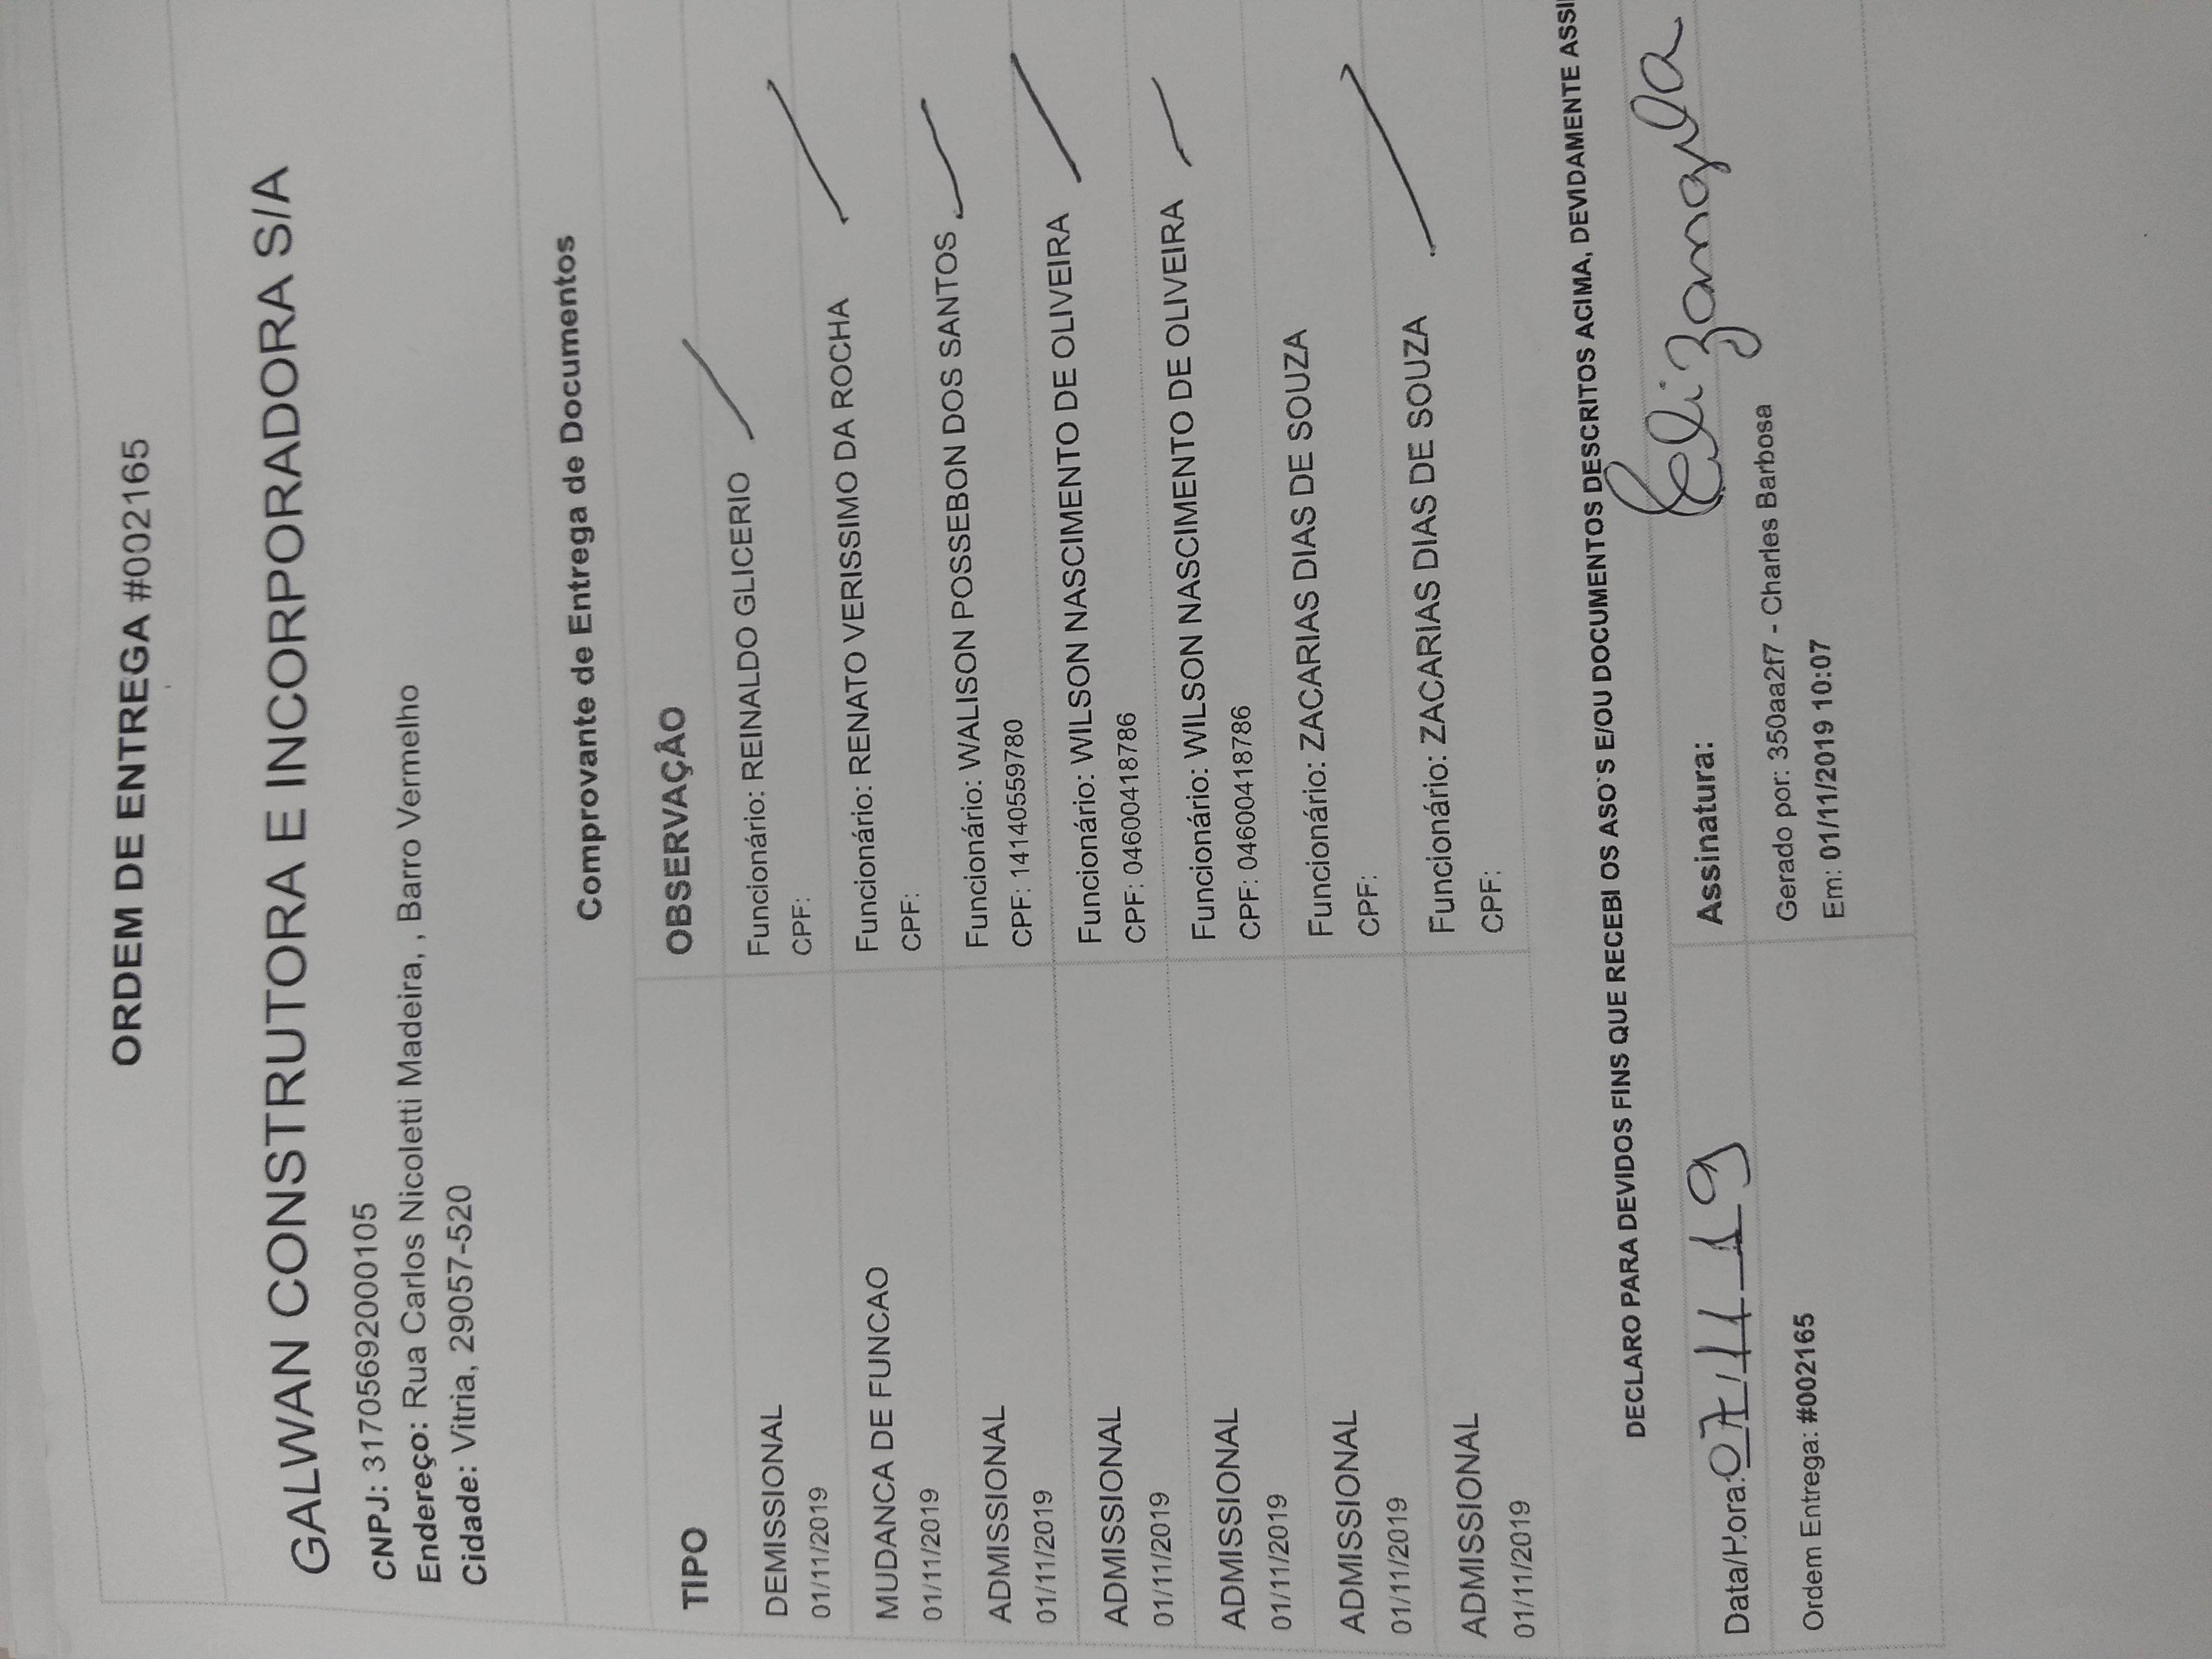 ORDEM DE ENTREGA #002165
GALWAN CONSTRUTORA E INCORPORADORA S/A
CNPJ: 31705692000105
Endereço: Rua Carlos Nicoletti Madeira, , Barro Vermelho
Cidade: Vitria, 29057-520
Comprovante de Entrega de Documentos
TIPO OBSERVAÇÂO
DEMISSIONAL Funcionário: REINALDO GLICERIO
01/11/2019 CPF:
MUDANCA DE FUNCAO Funcionário: RENATO VERISSIMO DA ROCHA
01/11/2019 CPF:
ADMISSIONAL Funcionário: WALISON POSSEBON DOS SANTOS
01/11/2019 CPF: 14140559780
ADMISSIONAL Funcionário: WILSON NASCIMENTO DE OLIVEIRA
01/11/2019 CPF: 04600418786
ADMISSIONAL Funcionário: WILSON NASCIMENTO DE OLIVEIRA
01/11/2019 CPF: 04600418786
ADMISSIONAL Funcionário: ZACARIAS DIAS DE SOUZA
01/11/2019 CPF:
ADMISSIONAL Funcionário: ZACARIAS DIAS DE SOUZA
01/11/2019 CPF:
DECLARO PARA DEVIDOS FINS QUE RECEBI OS ASO`S E/OU DOCUMENTOS DESCRITOS ACIMA, DEVIDAMENTE
Data/Hora: 07/11/19 Assinatura:
Ordem Entrega: #002165 Gerado por: 350aa2f7 - Charles Barbosa
Em: 01/11/2019 10:07